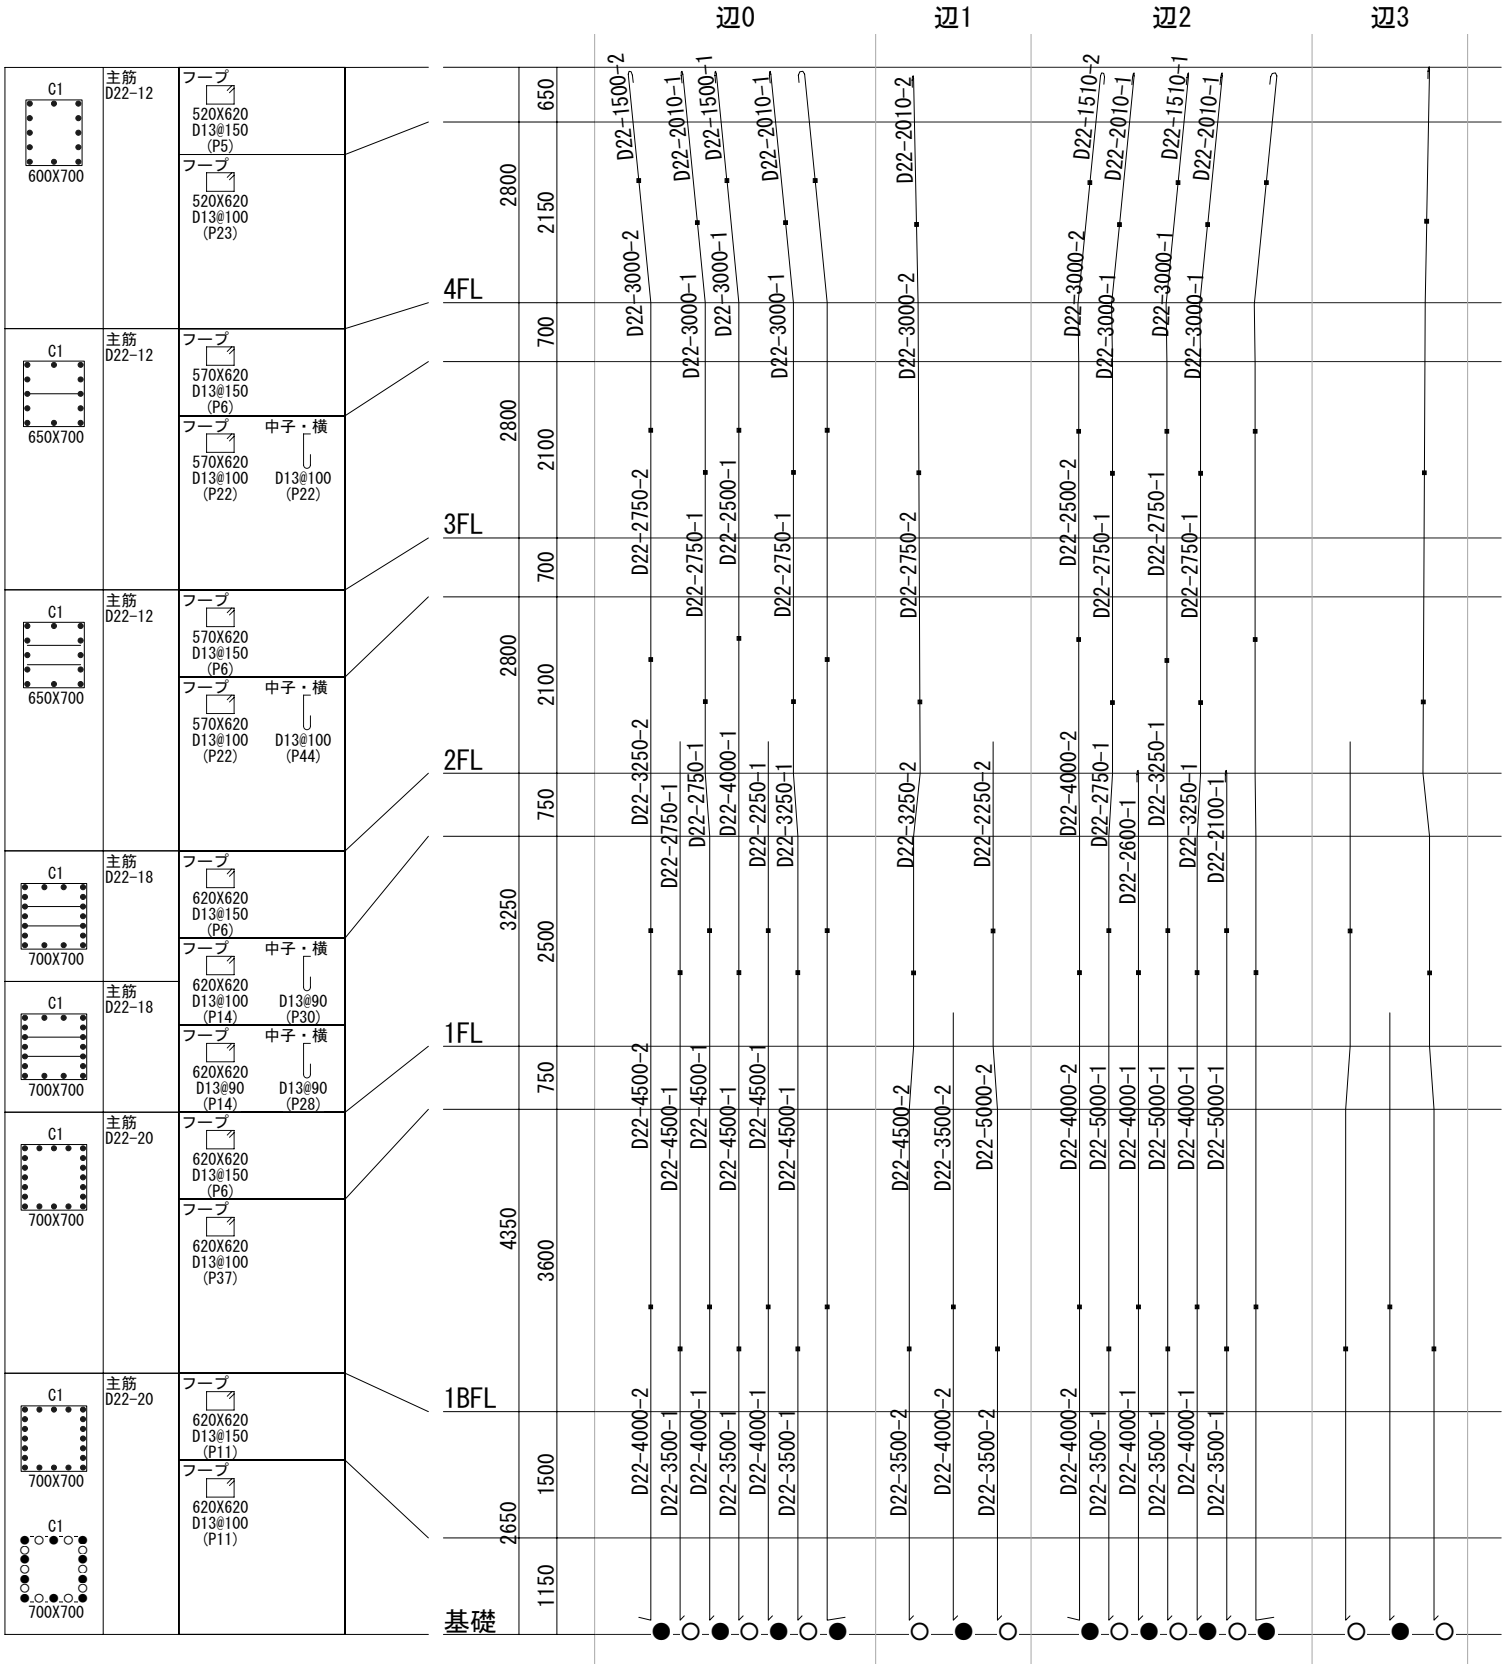 辺0
辺1
辺2
辺3
C1
600X700
主筋
D22-12
フープ
520X620
D13@150
(P5)
フープ
520X620
D13@100
(P23)
C1
650X700
主筋
D22-12
フープ
570X620
D13@150
(P6)
フープ
570X620
D13@100
(P22)
中子・横
D13@100
(P22)
C1
650X700
主筋
D22-12
フープ
570X620
D13@150
(P6)
フープ
570X620
D13@100
(P22)
中子・横
D13@100
(P44)
C1
700X700
主筋
D22-18
フープ
620X620
D13@150
(P6)
フープ
620X620
D13@100
(P14)
中子・横
D13@90
(P30)
C1
700X700
主筋
D22-18
フープ
620X620
D13@90
(P14)
中子・横
D13@90
(P28)
C1
700X700
主筋
D22-20
フープ
620X620
D13@150
(P6)
フープ
620X620
D13@100
(P37)
C1
700X700
主筋
D22-20
フープ
620X620
D13@150
(P11)
フープ
620X620
D13@100
(P11)
C1
700X700
4FL
3FL
2FL
1FL
1BFL
基礎
2800
2800
2800
3250
4350
2650
650
2150
700
2100
700
2100
750
2500
750
3600
1500
1150
D22-1500-2
D22-2010-1
D22-1500-1
D22-2010-1
D22-3000-2
D22-3000-1
D22-3000-1
D22-3000-1
D22-2750-2
D22-2750-1
D22-2500-1
D22-2750-1
D22-3250-2
D22-2750-1
D22-2750-1
D22-4000-1
D22-2250-1
D22-3250-1
D22-4500-2
D22-4500-1
D22-4500-1
D22-4500-1
D22-4500-1
D22-4500-1
D22-4000-2
D22-3500-1
D22-4000-1
D22-3500-1
D22-4000-1
D22-3500-1
D22-2010-2
D22-3000-2
D22-2750-2
D22-3250-2
D22-2250-2
D22-4500-2
D22-3500-2
D22-5000-2
D22-3500-2
D22-4000-2
D22-3500-2
D22-1510-2
D22-2010-1
D22-1510-1
D22-2010-1
D22-3000-2
D22-3000-1
D22-3000-1
D22-3000-1
D22-2500-2
D22-2750-1
D22-2750-1
D22-2750-1
D22-4000-2
D22-2750-1
D22-2600-1
D22-3250-1
D22-3250-1
D22-2100-1
D22-4000-2
D22-5000-1
D22-4000-1
D22-5000-1
D22-4000-1
D22-5000-1
D22-4000-2
D22-3500-1
D22-4000-1
D22-3500-1
D22-4000-1
D22-3500-1